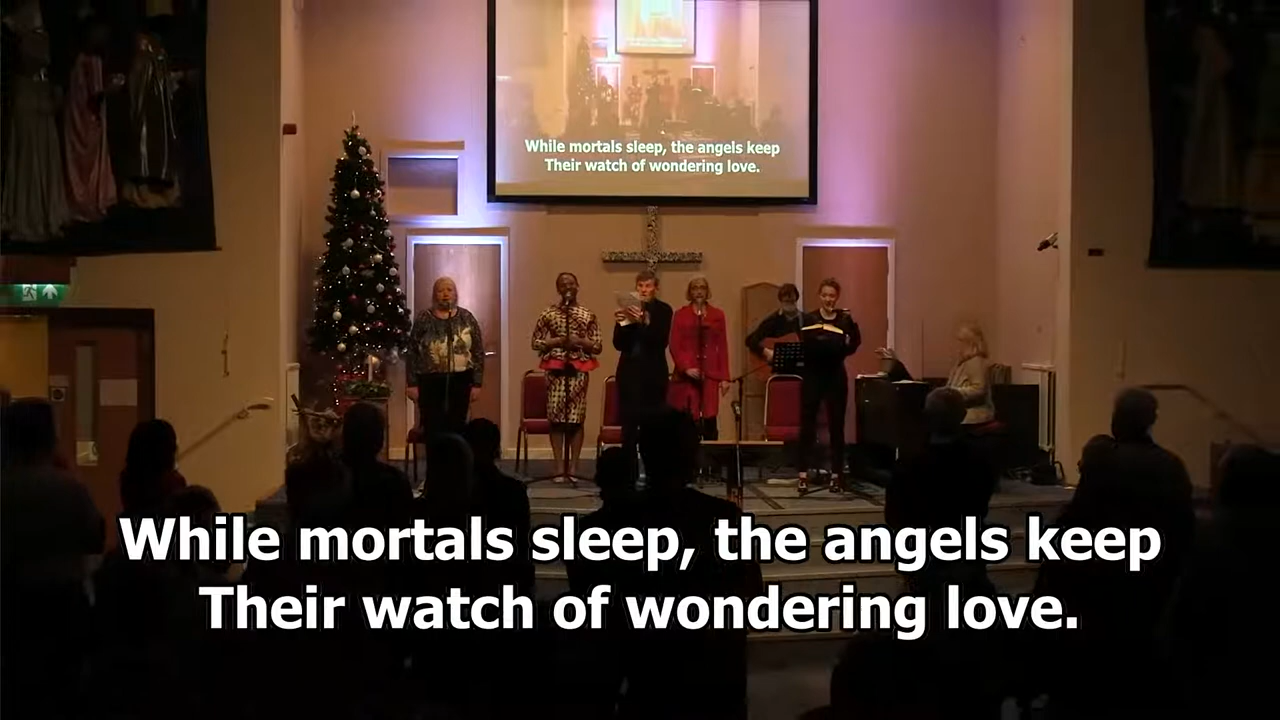 While mortals sleep, the angels keep
Their watch of wondering love.
While mortals sleep, the angels keep
Their watch of wondering love.